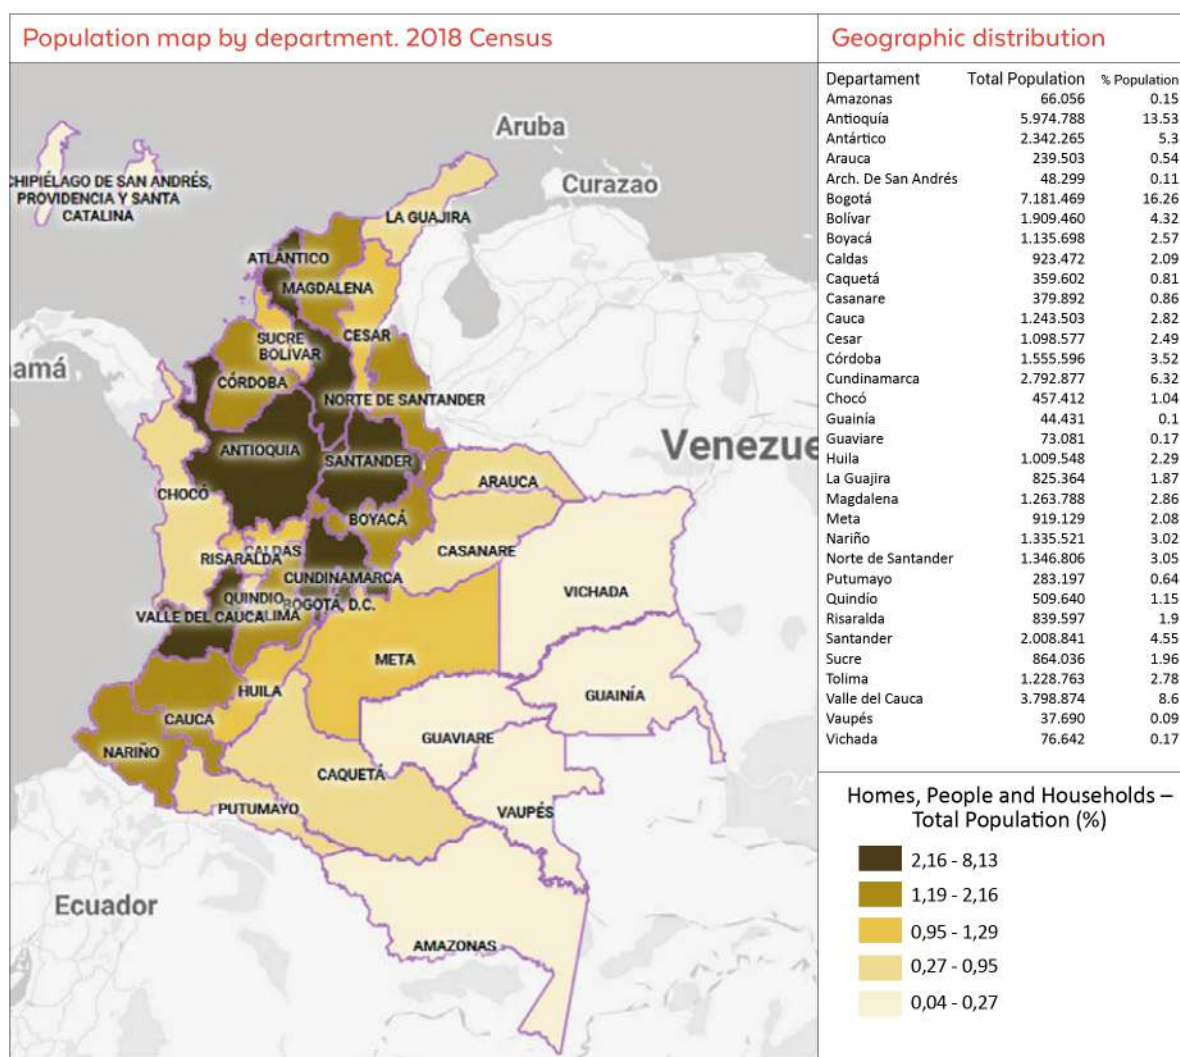 Population map by department. 2018 Census
Aruba
Curazao
CHIPIÉLAGO DE SAN ANDRÉS,
PROVIDENCIA Y SANTA
CATALINA
LA GUAJIRA
ATLÁNTICO
MAGDALENA
CESAR
SUCRE
BOLÍVAR
amá
CÓRDOBA
NORTE DE SANTANDER
ANTIOQUIA
SANTANDER
Venezue
ARAUCA
CHOCÓ
BOYACÁ
CASANARE
CALDAS
RISARALDA
CUNDINAMARCA
VICHADA
QUINDIO
BOGOTÁ, D.C.
VALLE DEL CAUCA
LIMA
META
HUILA
GUAINÍA
CAUCA
GUAVIARE
NARIÑO
CAQUETÁ
PUTUMAYO
VAUPÉS
Ecuador
AMAZONAS
Geographic distribution
Departament Total Population % Population
Amazonas 66.056 0.15
Antioquía 5.974.788 13.53
Antártico 2.342.265 5.3
Arauca 239.503 0.54
Arch. De San Andrés 48.299 0.11
Bogotá 7.181.469 16.26
Bolívar 1.909.460 4.32
Boyacá 1.135.698 2.57
Caldas 923.472 2.09
Caquetá 359.602 0.81
Casanare 379.892 0.86
Cauca 1.243.503 2.82
Cesar 1.098.577 2.49
Córdoba 1.555.596 3.52
Cundinamarca 2.792.877 6.32
Chocó 457.412 1.04
Guainía 44.431 0.1
Guaviare 73.081 0.17
Huila 1.009.548 2.29
La Guajira 825.364 1.87
Magdalena 1.263.788 2.86
Meta 919.129 2.08
Nariño 1.335.521 3.02
Norte de Santander 1.346.806 3.05
Putumayo 283.197 0.64
Quindío 509.640 1.15
Risaralda 839.597 1.9
Santander 2.008.841 4.55
Sucre 864.036 1.96
Tolima 1.228.763 2.78
Valle del Cauca 3.798.874 8.6
Vaupés 37.690 0.09
Vichada 76.642 0.17
Homes, People and Households –
Total Population (%)
2,16 - 8,13
1,19 - 2,16
0,95 - 1,29
0,27 - 0,95
0,04 - 0,27